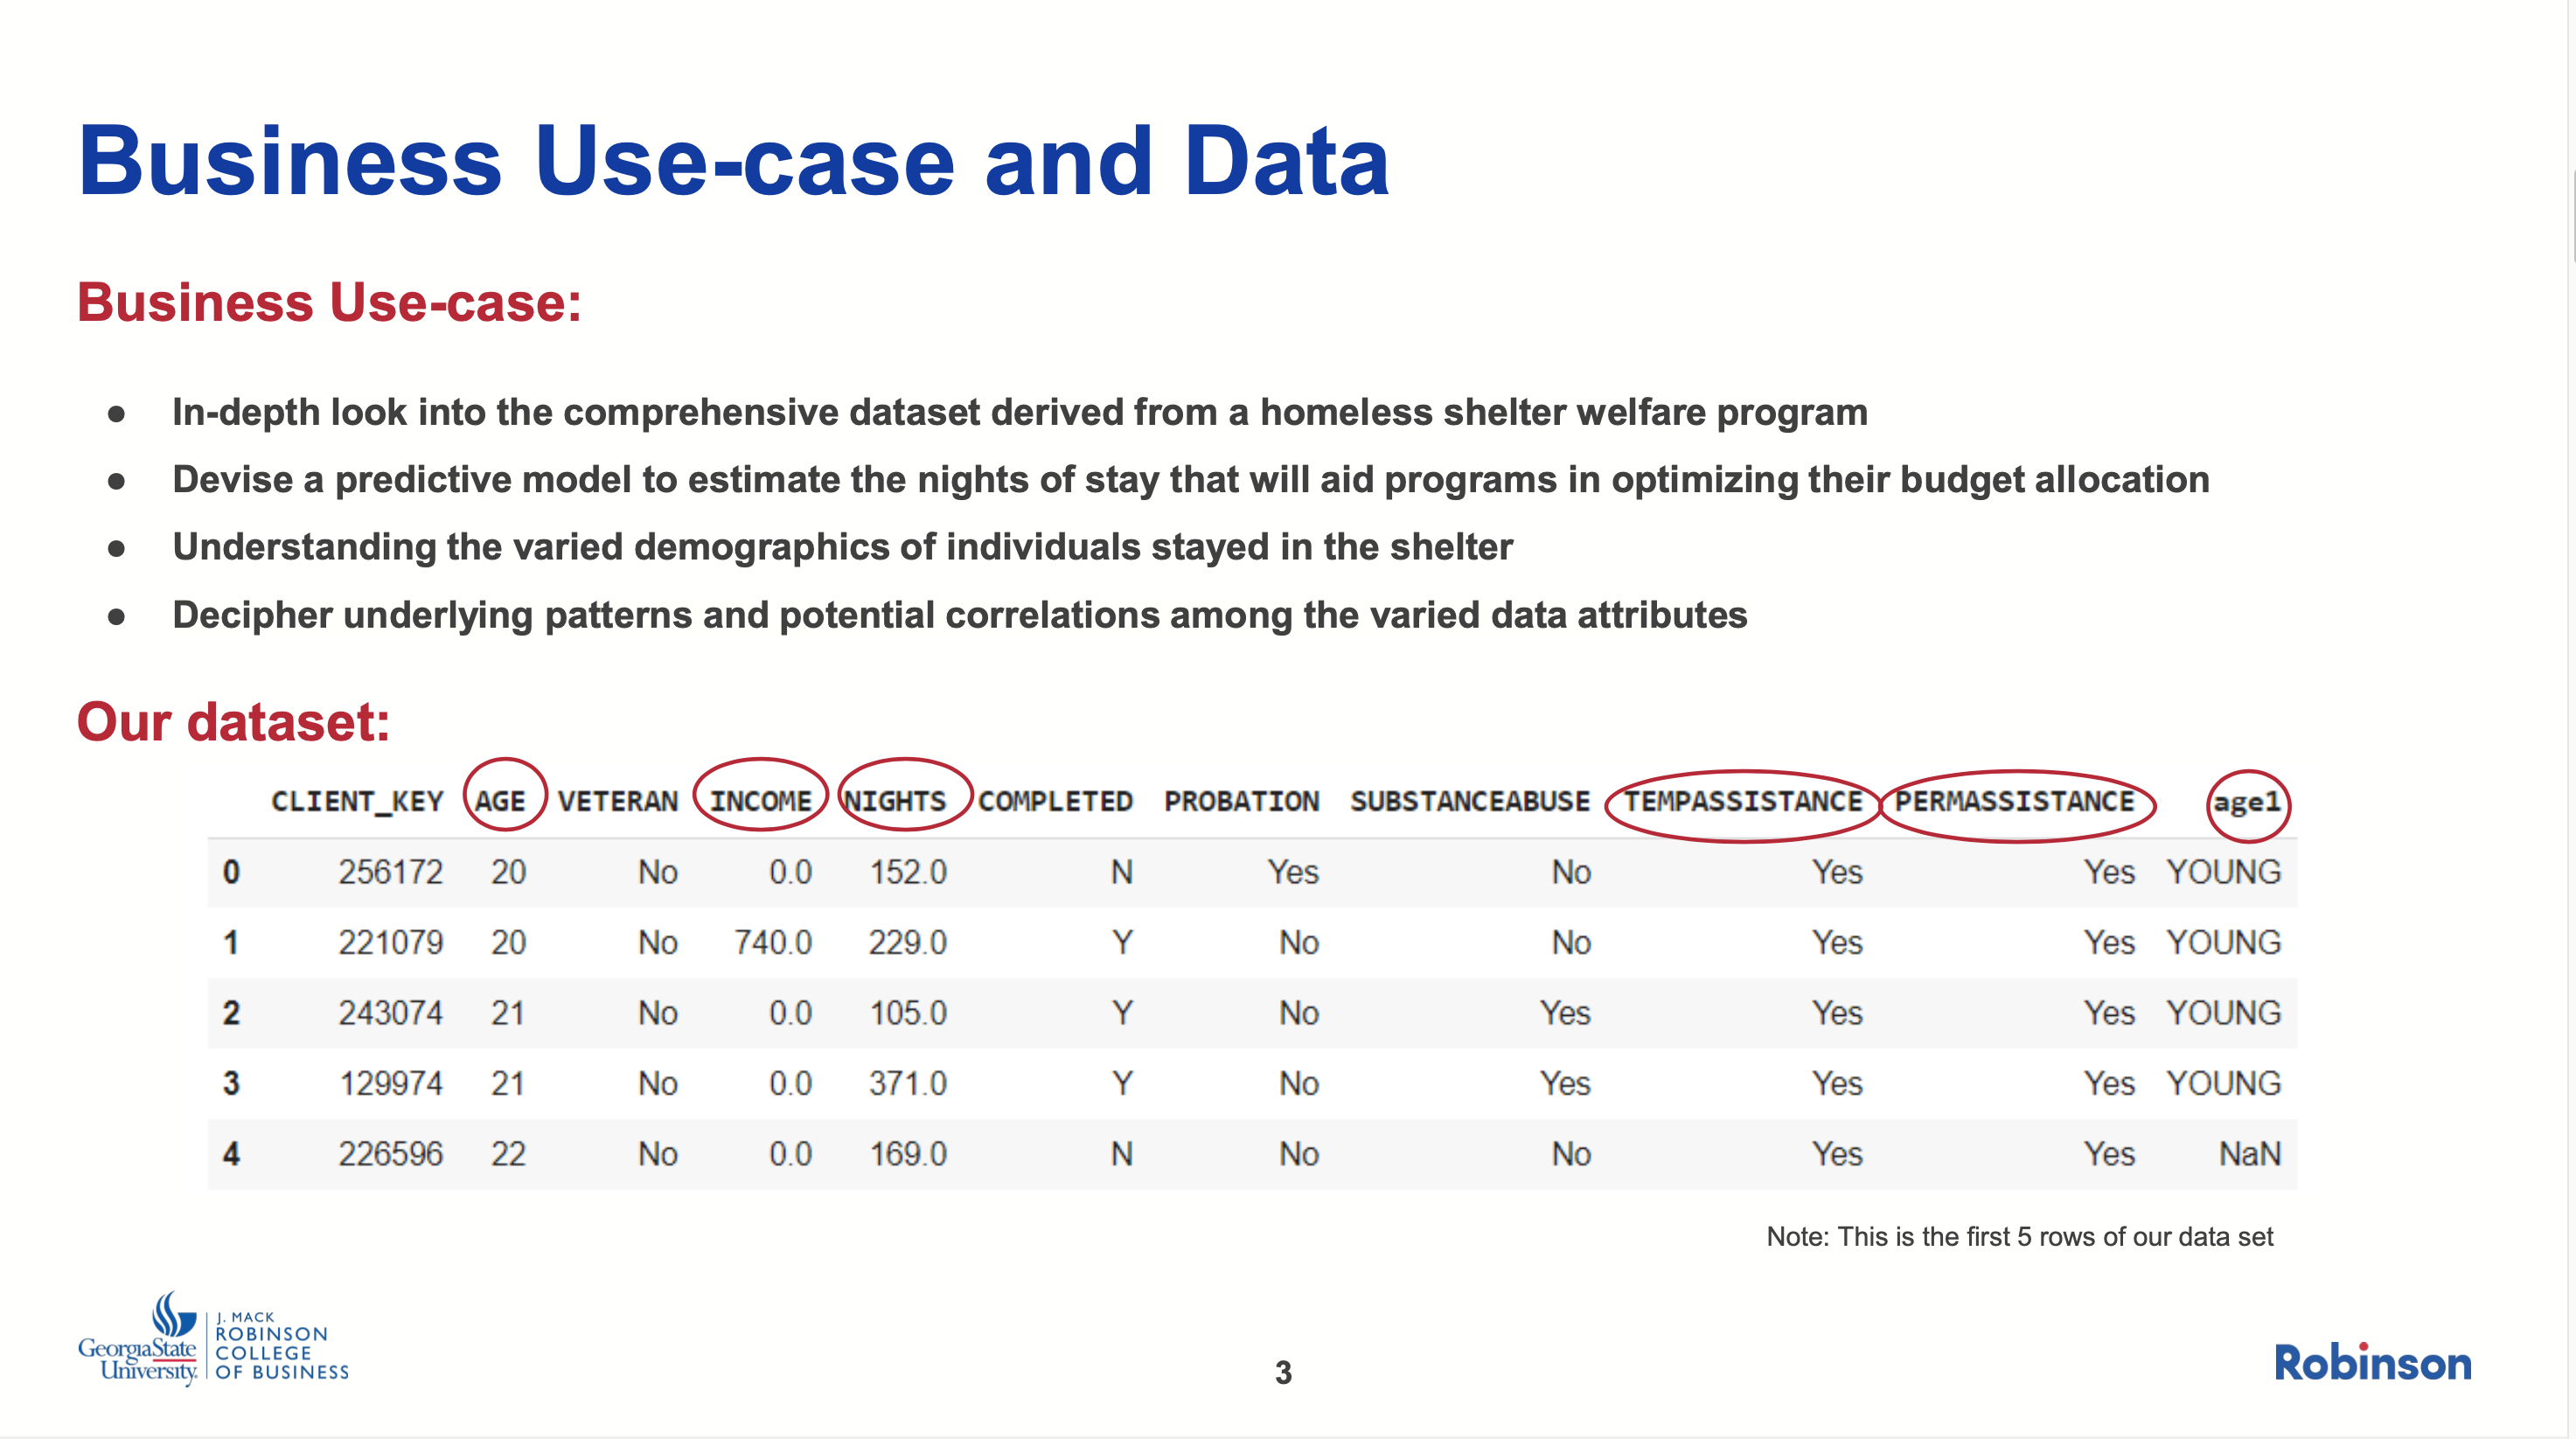 Business Use-case and Data
Business Use-case:
● In-depth look into the comprehensive dataset derived from a homeless shelter welfare program
● Devise a predictive model to estimate the nights of stay that will aid programs in optimizing their budget allocation
● Understanding the varied demographics of individuals stayed in the shelter
● Decipher underlying patterns and potential correlations among the varied data attributes
Our dataset:
CLIENT_KEY AGE VETERAN INCOME NIGHTS COMPLETED PROBATION SUBSTANCEABUSE TEMPASSISTANCE PERMASSISTANCE age1
0 256172 20 No 0.0 152.0 N Yes No Yes Yes YOUNG
1 221079 20 No 740.0 229.0 Y No No Yes Yes YOUNG
2 243074 21 No 0.0 105.0 Y No Yes Yes Yes YOUNG
3 129974 21 No 0.0 371.0 Y No Yes Yes Yes YOUNG
4 226596 22 No 0.0 169.0 N No No Yes Yes NaN
Note: This is the first 5 rows of our data set
GeorgiaState
University
J. MACK
ROBINSON
COLLEGE
OF BUSINESS
3
Robinson